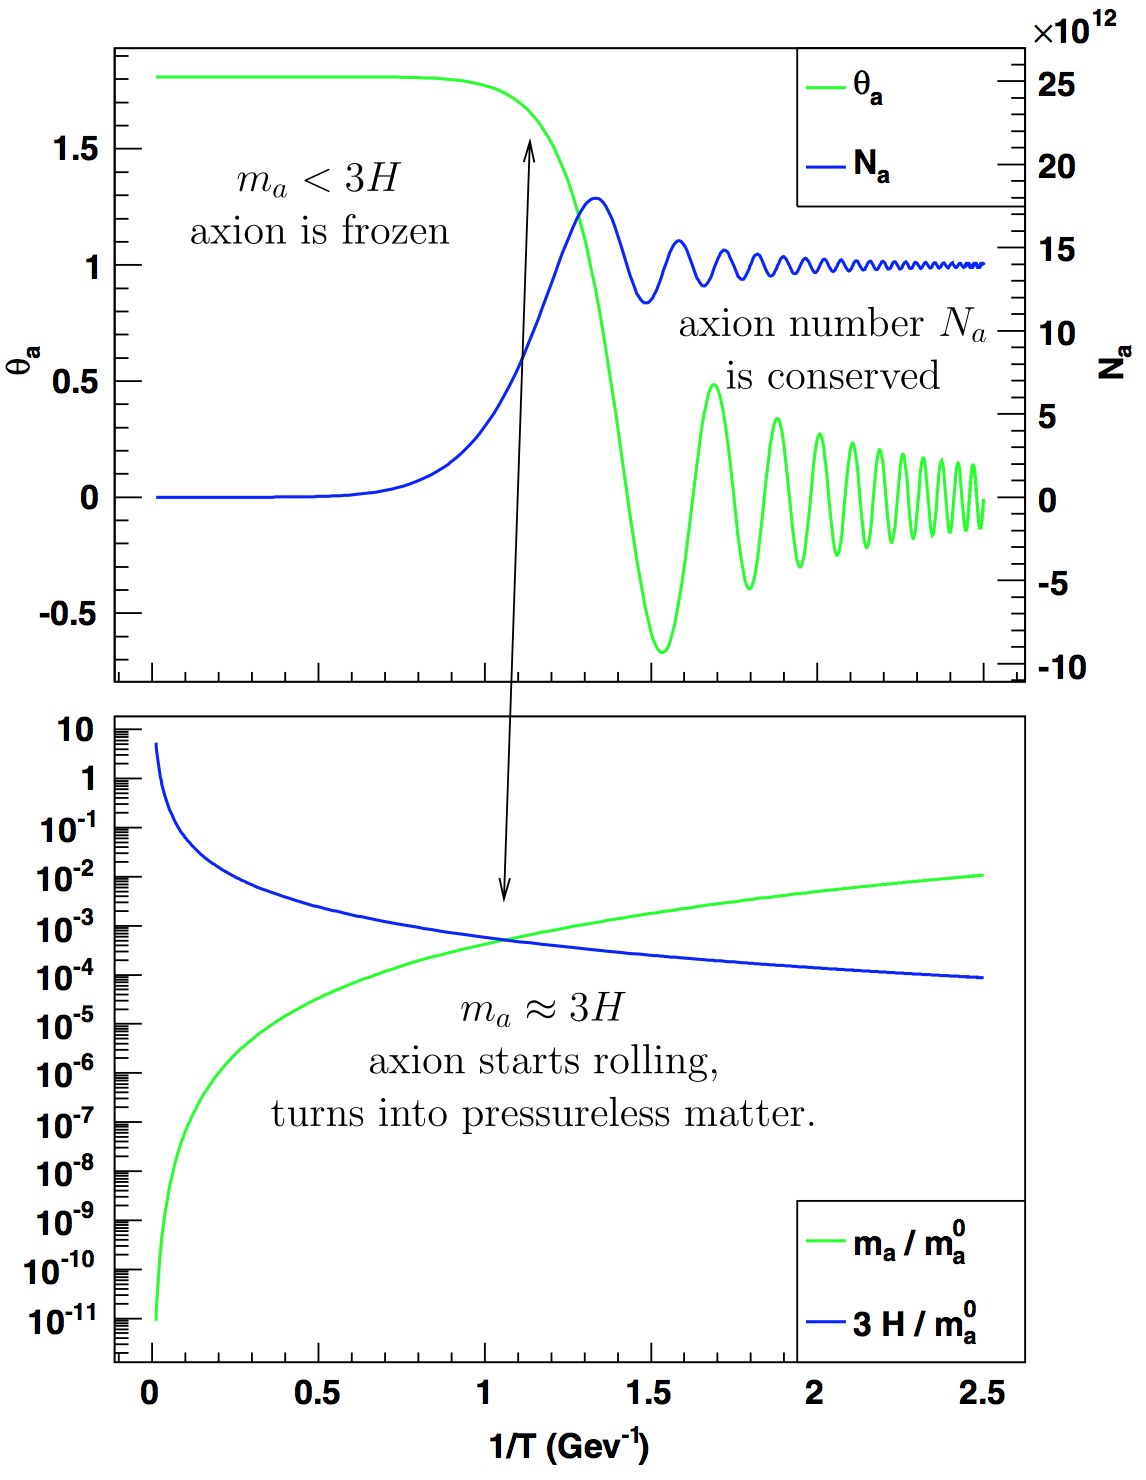 ×10¹²
θₐ
Nₐ
1.5
1
0.5
0
-0.5
θₐ
25
20
15
10
5
0
-5
-10
Nₐ
mₐ < 3H
axion is frozen
axion number Nₐ
is conserved
10
1
10⁻¹
10⁻²
10⁻³
10⁻⁴
10⁻⁵
10⁻⁶
10⁻⁷
10⁻⁸
10⁻⁹
10⁻¹⁰
10⁻¹¹
mₐ ≈ 3H
axion starts rolling,
turns into pressureless matter.
mₐ / mₐ⁰
3 H / mₐ⁰
0 0.5 1 1.5 2 2.5
1/T (Gev⁻¹)